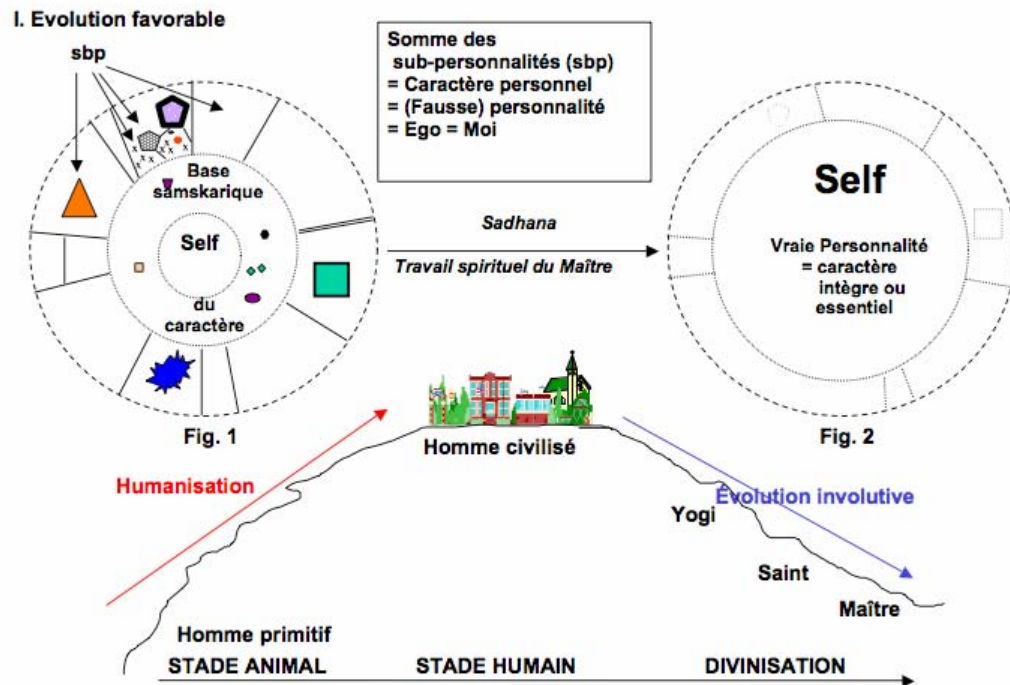 I. Evolution favorable
sbp
Somme des
sub-personnalités (sbp)
= Caractère personnel
= (Fausse) personnalité
= Ego = Moi
x
x
x
x
x x x
x x
Base
samskarique
Self
du
caractère
Fig. 1
Sadhana
Travail spirituel du Maître
Self
Vraie Personnalité
= caractère
intègre ou
essentiel
Fig. 2
Homme civilisé
Humanisation
Évolution involutive
Yogi
Saint
Maître
Homme primitif
STADE ANIMAL
STADE HUMAIN
DIVINISATION